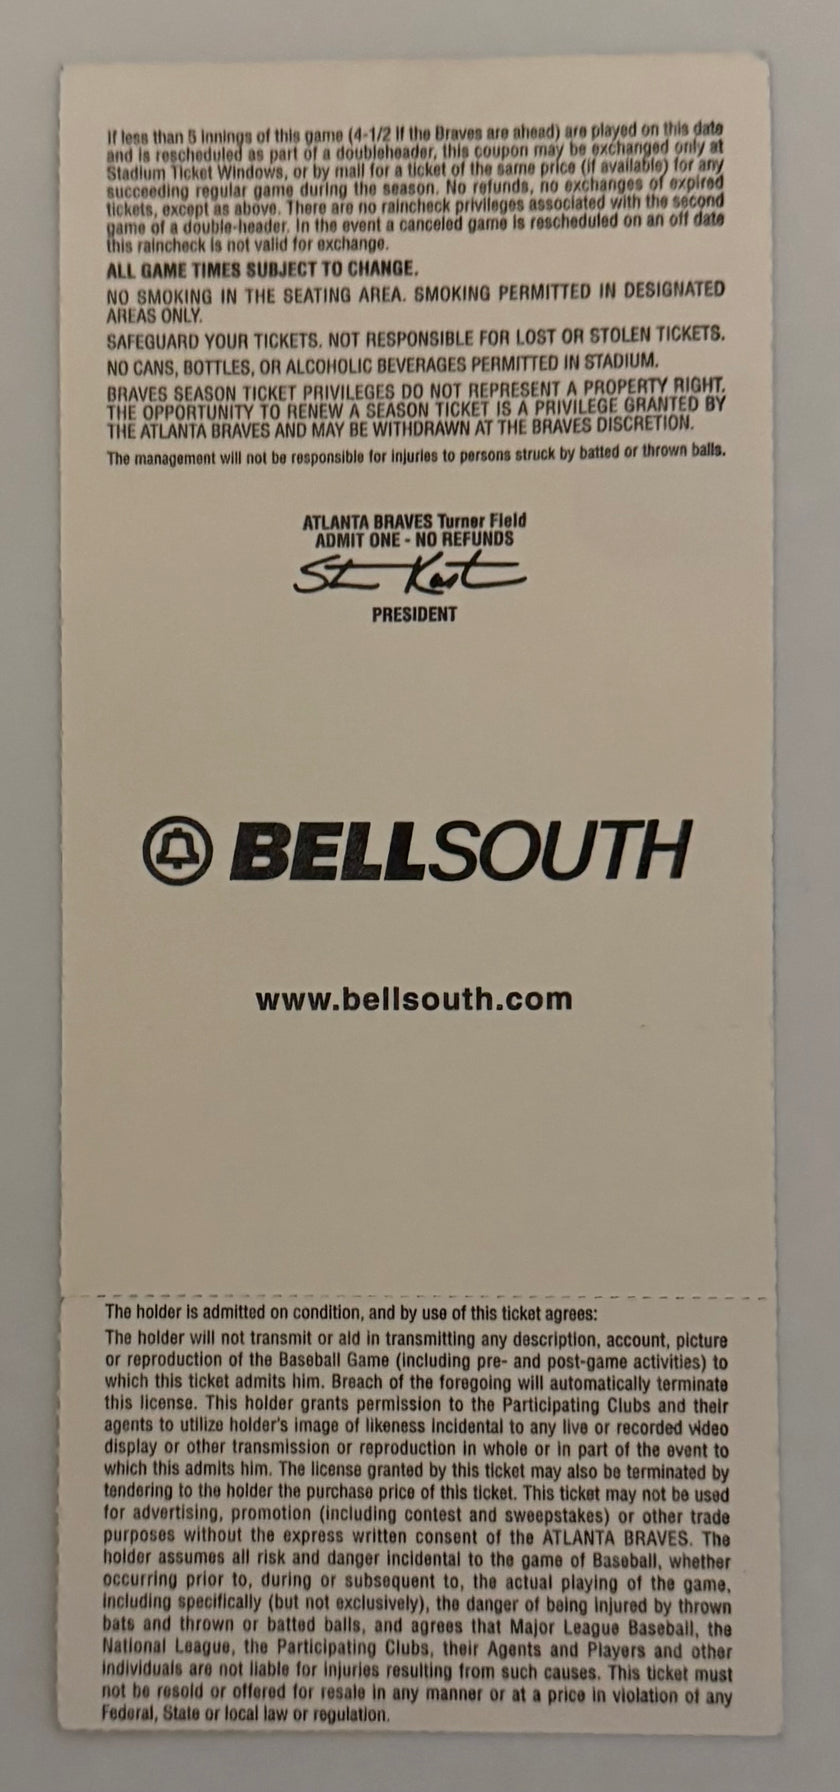 If less than 5 innings of this game (4-1/2 if the Braves are ahead) are played on this date
and is rescheduled as part of a doubleheader, this coupon may be exchanged only at
Stadium Ticket Windows, or by mail for a ticket of the same price (if available) for any
succeeding regular game during the season. No refunds, no exchanges of expired
tickets, except as above. There are no raincheck privileges associated with the second
game of a double-header. In the event a canceled game is rescheduled on an off date
this raincheck is not valid for exchange.
ALL GAME TIMES SUBJECT TO CHANGE.
NO SMOKING IN THE SEATING AREA. SMOKING PERMITTED IN DESIGNATED
AREAS ONLY.
SAFEGUARD YOUR TICKETS. NOT RESPONSIBLE FOR LOST OR STOLEN TICKETS.
NO CANS, BOTTLES, OR ALCOHOLIC BEVERAGES PERMITTED IN STADIUM.
BRAVES SEASON TICKET PRIVILEGES DO NOT REPRESENT A PROPERTY RIGHT.
THE OPPORTUNITY TO RENEW A SEASON TICKET IS A PRIVILEGE GRANTED BY
THE ATLANTA BRAVES AND MAY BE WITHDRAWN AT THE BRAVES DISCRETION.
The management will not be responsible for injuries to persons struck by batted or thrown balls.
ATLANTA BRAVES Turner Field
ADMIT ONE - NO REFUNDS
PRESIDENT
BELLSOUTH
www.bellsouth.com
The holder is admitted on condition, and by use of this ticket agrees:
The holder will not transmit or aid in transmitting any description, account, picture
or reproduction of the Baseball Game (including pre- and post-game activities) to
which this ticket admits him. Breach of the foregoing will automatically terminate
this license. This holder grants permission to the Participating Clubs and their
agents to utilize holder's image of likeness incidental to any live or recorded video
display or other transmission or reproduction in whole or in part of the event to
which this admits him. The license granted by this ticket may also be terminated by
tendering to the holder the purchase price of this ticket. This ticket may not be used
for advertising, promotion (including contest and sweepstakes) or other trade
purposes without the express written consent of the ATLANTA BRAVES. The
holder assumes all risk and danger incidental to the game of Baseball, whether
occurring prior to, during or subsequent to, the actual playing of the game,
including specifically (but not exclusively), the danger of being injured by thrown
bats and thrown or batted balls, and agrees that Major League Baseball, the
National League, the Participating Clubs, their Agents and Players and other
individuals are not liable for injuries resulting from such causes. This ticket must
not be resold or offered for resale in any manner or at a price in violation of any
Federal, State or local law or regulation.